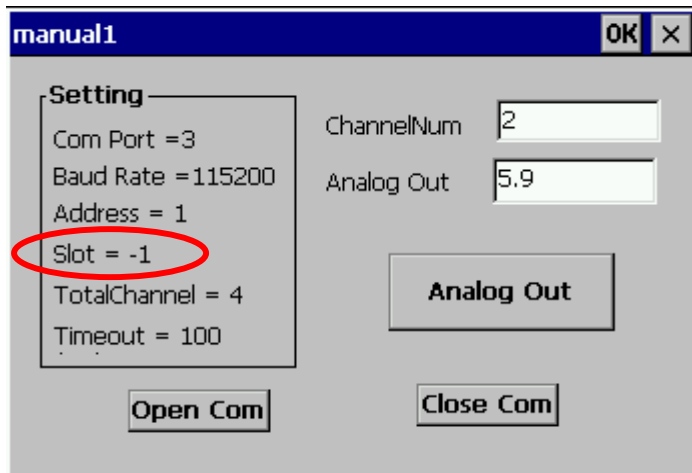 manual1 OK ×
Setting
Com Port =3
Baud Rate =115200
Address = 1
Slot = -1
TotalChannel = 4
Timeout = 100
ChannelNum 2
Analog Out 5.9
Analog Out
Open Com
Close Com